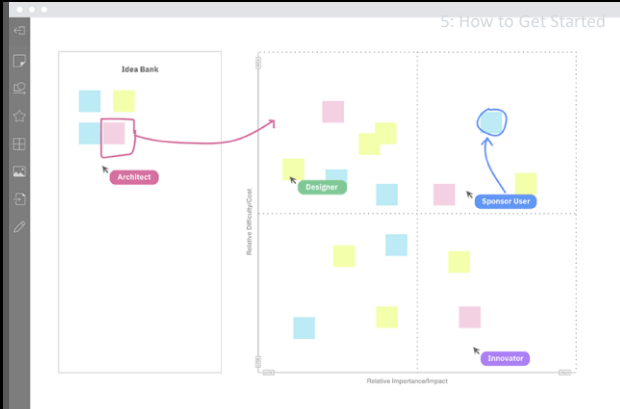 5: How to Get Started
Idea Bank
Architect
Designer
Sponsor User
Relative Difficulty/Cost
Innovator
Relative Importance/Impact